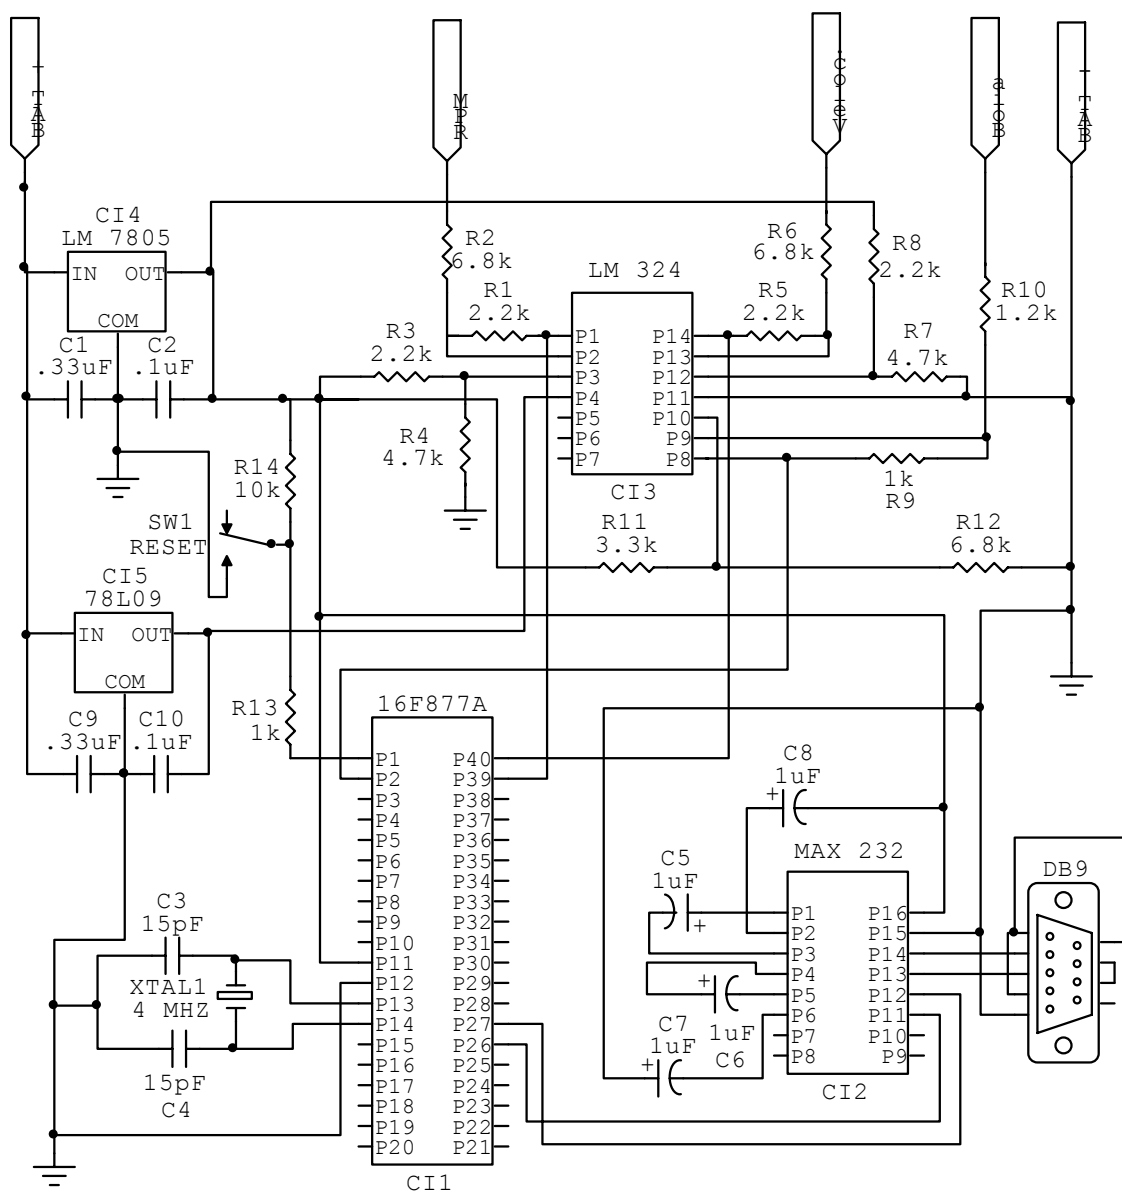 MPR
CI4
LM 7805
IN OUT
COM
R2
6.8k
R1
2.2k
LM 324
R6
6.8k
R5
2.2k
R8
2.2k
R10
1.2k
R7
4.7k
C1
.33uF
C2
.1uF
R3
2.2k
R4
4.7k
P1
P2
P3
P4
P5
P6
P7
P14
P13
P12
P11
P10
P9
P8
CI3
1k
R9
R14
10k
SW1
RESET
R11
3.3k
R12
6.8k
CI5
78L09
IN OUT
COM
R13
1k
C9
.33uF
C10
.1uF
16F877A
P1
P2
P3
P4
P5
P6
P7
P8
P9
P10
P11
P12
P13
P14
P15
P16
P17
P18
P19
P20
P40
P39
P38
P37
P36
P35
P34
P33
P32
P31
P30
P29
P28
P27
P26
P25
P24
P23
P22
P21
CI1
C8
1uF
C5
1uF
MAX 232
P1
P2
P3
P4
P5
P6
P7
P8
P16
P15
P14
P13
P12
P11
P10
P9
CI2
DB9
C7
1uF
1uF
C6
C3
15pF
XTAL1
4 MHZ
15pF
C4